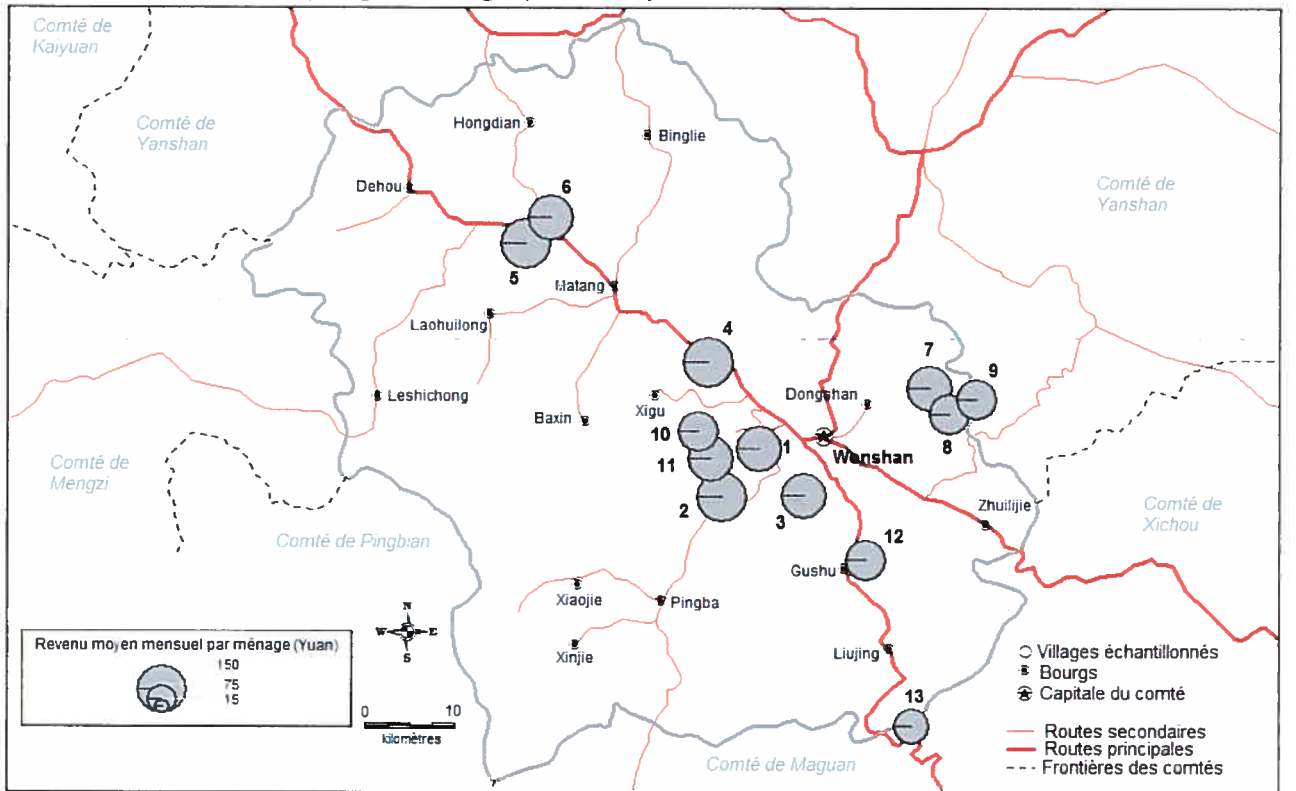 Comté de
Kaiyuan
Comté de
Yanshan
Hongdian
Binglie
Dehou
6
5
Comté de
Yanshan
Matang
Laohuilong
4
7
9
8
Dongshan
Leshichong
Xigu
Baxin
10
1
11
Wenshan
2
3
Comté de
Mengzi
Zhuilijie
Comté de
Xichou
Comté de Pingbian
12
Gushu
Xiaojie
Pingba
N
W E
S
Xinjie
Liujing
13
Comté de Maguan
Revenu moyen mensuel par ménage (Yuan)
150
75
15
0 10
kilomètres
Villages échantillonnés
Bourgs
Capitale du comté
Routes secondaires
Routes principales
Frontières des comtés